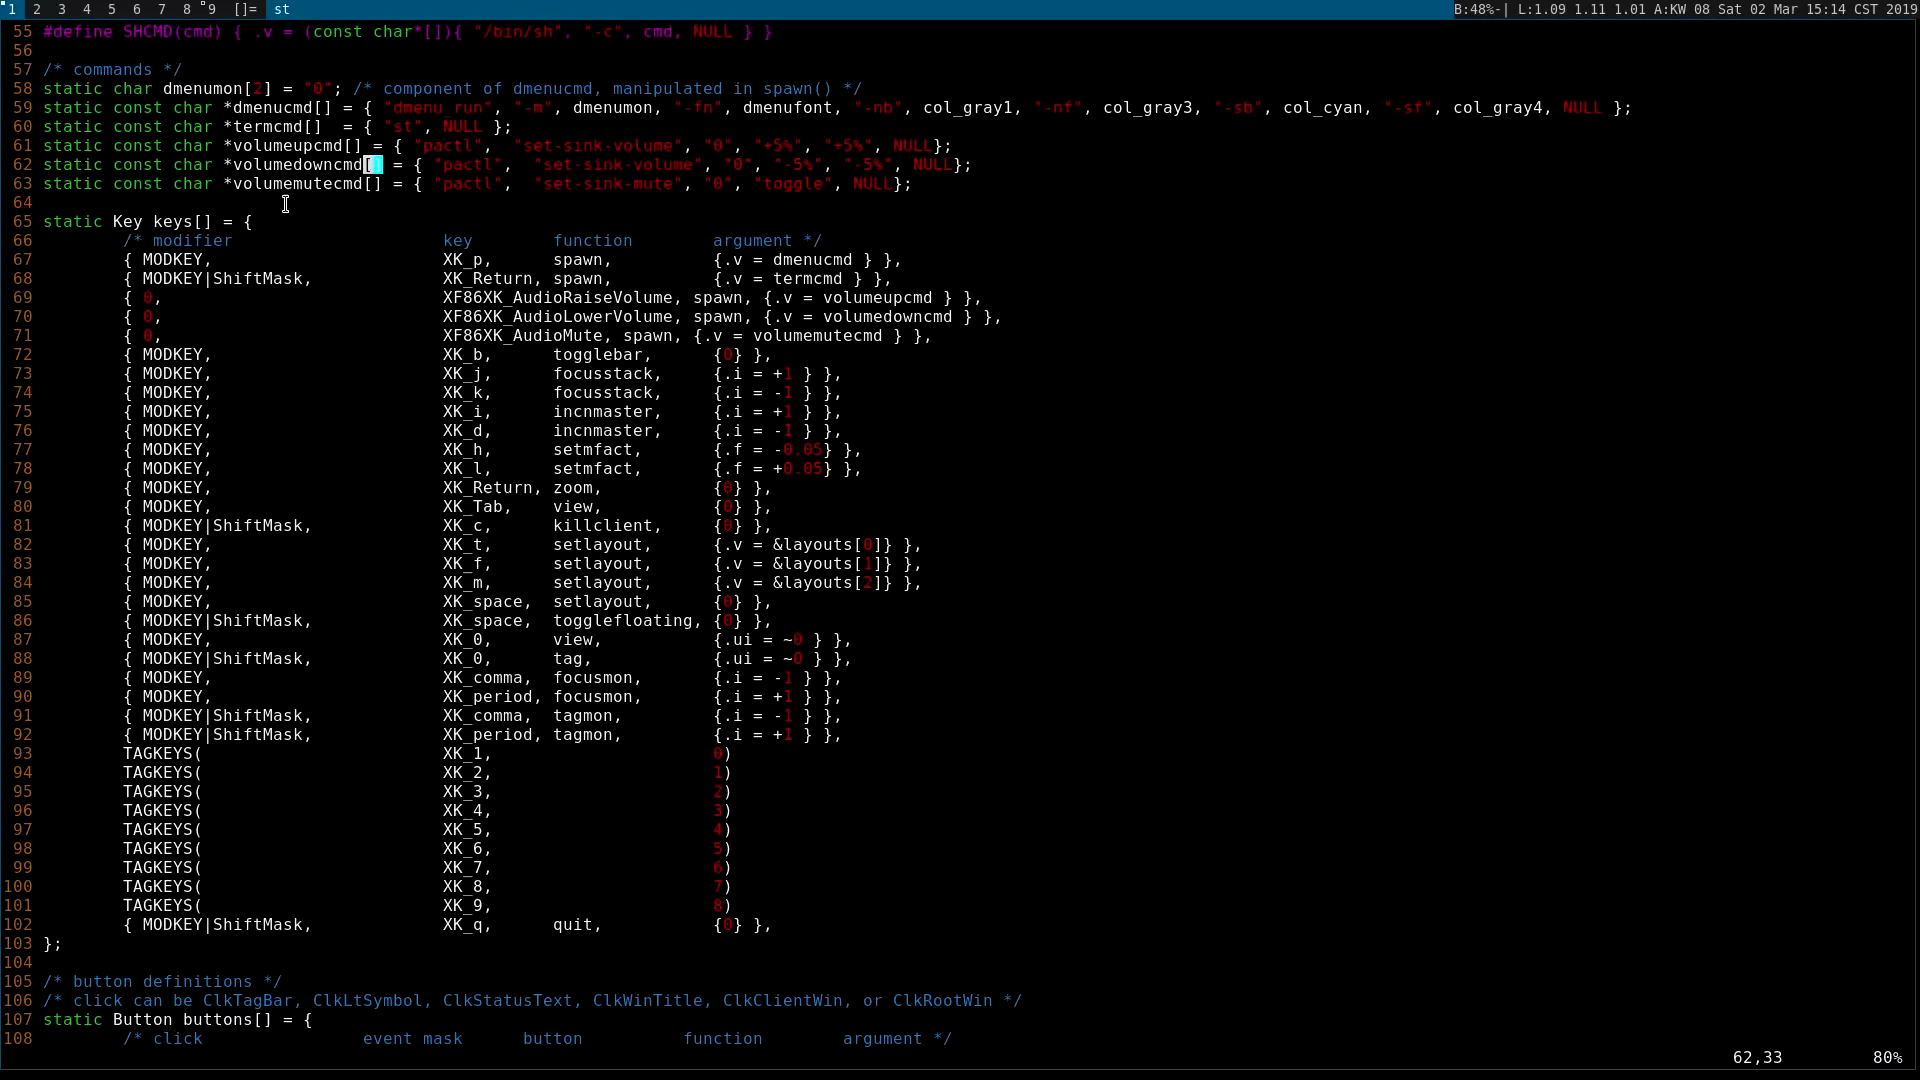 1 2 3 4 5 6 7 8 9 []= st B:48%-| L:1.09 1.11 1.01 A:KW 08 Sat 02 Mar 15:14 CST 2019
55 #define SHCMD(cmd) { .v = (const char*[]){ "/bin/sh", "-c", cmd, NULL } }
56
57 /* commands */
58 static char dmenumon[2] = "0"; /* component of dmenucmd, manipulated in spawn() */
59 static const char *dmenucmd[] = { "dmenu_run", "-m", dmenumon, "-fn", dmenufont, "-nb", col_gray1, "-nf", col_gray3, "-sb", col_cyan, "-sf", col_gray4, NULL };
60 static const char *termcmd[]  = { "st", NULL };
61 static const char *volumeupcmd[] = { "pactl",  "set-sink-volume", "0", "+5%", "+5%", NULL};
62 static const char *volumedowncmd[] = { "pactl",  "set-sink-volume", "0", "-5%", "-5%", NULL};
63 static const char *volumemutecmd[] = { "pactl",  "set-sink-mute", "0", "toggle", NULL};
64
65 static Key keys[] = {
66 /* modifier                     key        function        argument */
67 { MODKEY,                       XK_p,      spawn,          {.v = dmenucmd } },
68 { MODKEY|ShiftMask,             XK_Return, spawn,          {.v = termcmd } },
69 { 0,                            XF86XK_AudioRaiseVolume, spawn, {.v = volumeupcmd } },
70 { 0,                            XF86XK_AudioLowerVolume, spawn, {.v = volumedowncmd } },
71 { 0,                            XF86XK_AudioMute, spawn, {.v = volumemutecmd } },
72 { MODKEY,                       XK_b,      togglebar,      {0} },
73 { MODKEY,                       XK_j,      focusstack,     {.i = +1 } },
74 { MODKEY,                       XK_k,      focusstack,     {.i = -1 } },
75 { MODKEY,                       XK_i,      incnmaster,     {.i = +1 } },
76 { MODKEY,                       XK_d,      incnmaster,     {.i = -1 } },
77 { MODKEY,                       XK_h,      setmfact,       {.f = -0.05} },
78 { MODKEY,                       XK_l,      setmfact,       {.f = +0.05} },
79 { MODKEY,                       XK_Return, zoom,           {0} },
80 { MODKEY,                       XK_Tab,    view,           {0} },
81 { MODKEY|ShiftMask,             XK_c,      killclient,     {0} },
82 { MODKEY,                       XK_t,      setlayout,      {.v = &layouts[0]} },
83 { MODKEY,                       XK_f,      setlayout,      {.v = &layouts[1]} },
84 { MODKEY,                       XK_m,      setlayout,      {.v = &layouts[2]} },
85 { MODKEY,                       XK_space,  setlayout,      {0} },
86 { MODKEY|ShiftMask,             XK_space,  togglefloating, {0} },
87 { MODKEY,                       XK_0,      view,           {.ui = ~0 } },
88 { MODKEY|ShiftMask,             XK_0,      tag,            {.ui = ~0 } },
89 { MODKEY,                       XK_comma,  focusmon,       {.i = -1 } },
90 { MODKEY,                       XK_period, focusmon,       {.i = +1 } },
91 { MODKEY|ShiftMask,             XK_comma,  tagmon,         {.i = -1 } },
92 { MODKEY|ShiftMask,             XK_period, tagmon,         {.i = +1 } },
93 TAGKEYS(                        XK_1,                      0)
94 TAGKEYS(                        XK_2,                      1)
95 TAGKEYS(                        XK_3,                      2)
96 TAGKEYS(                        XK_4,                      3)
97 TAGKEYS(                        XK_5,                      4)
98 TAGKEYS(                        XK_6,                      5)
99 TAGKEYS(                        XK_7,                      6)
100 TAGKEYS(                        XK_8,                      7)
101 TAGKEYS(                        XK_9,                      8)
102 { MODKEY|ShiftMask,             XK_q,      quit,           {0} },
103 };
104
105 /* button definitions */
106 /* click can be ClkTagBar, ClkLtSymbol, ClkStatusText, ClkWinTitle, ClkClientWin, or ClkRootWin */
107 static Button buttons[] = {
108 /* click                event mask      button          function        argument */
62,33 80%